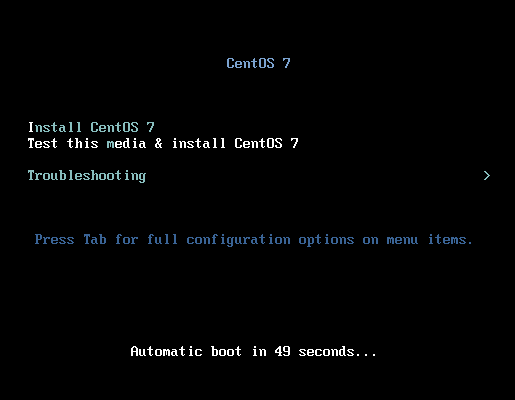 CentOS 7
Install CentOS 7
Test this media & install CentOS 7
Troubleshooting >
Press Tab for full configuration options on menu items.
Automatic boot in 49 seconds...